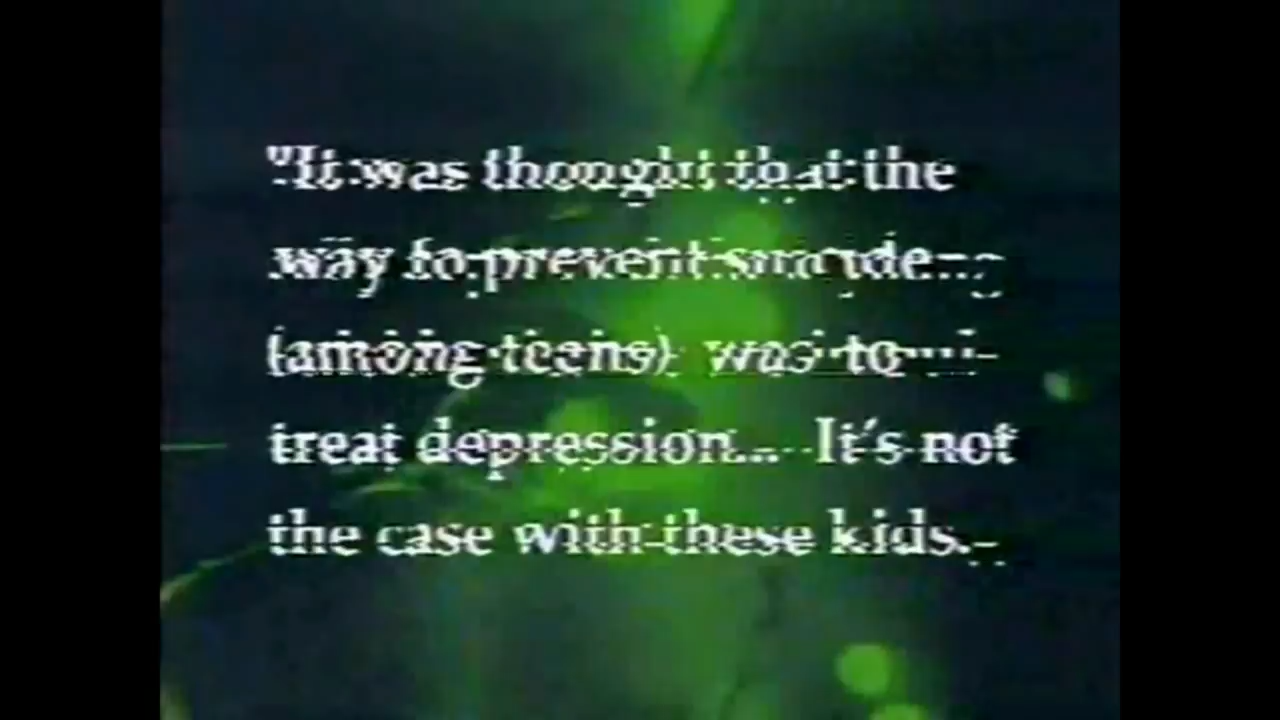 "It was thought that the
way to prevent suicide
(among teens) was to
treat depression... It's not
the case with these kids.